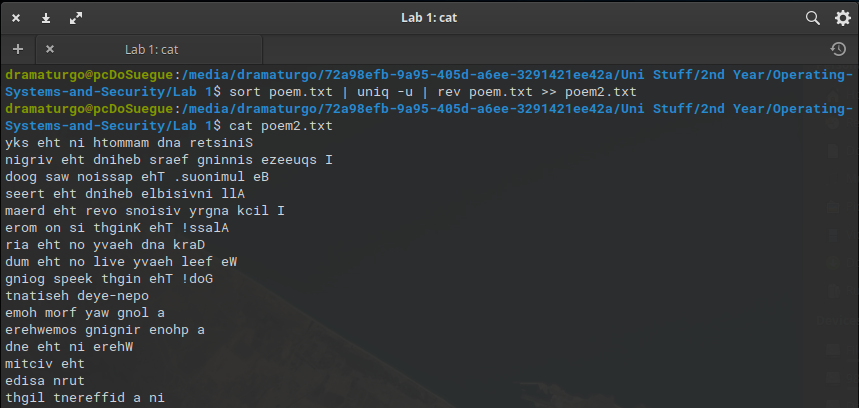 Lab 1: cat
Lab 1: cat
dramaturgo@pcDoSuegue:/media/dramaturgo/72a98efb-9a95-405d-a6ee-3291421ee42a/Uni Stuff/2nd Year/Operating-
Systems-and-Security/Lab 1$ sort poem.txt | uniq -u | rev poem.txt >> poem2.txt
dramaturgo@pcDoSuegue:/media/dramaturgo/72a98efb-9a95-405d-a6ee-3291421ee42a/Uni Stuff/2nd Year/Operating-
Systems-and-Security/Lab 1$ cat poem2.txt
yks eht ni htommam dna retsiniS
nigriv eht dniheb sraef gninnis ezeeuqs I
doog saw noissap ehT .suonimul eB
seert eht dniheb elbisivni llA
maerd eht revo snoisiv yrgna kcil I
erom on si thginK ehT !ssalA
ria eht no yvaeh dna kraD
dum eht no live yvaeh leef eW
gniog speek thgin ehT !doG
tnatiseh deye-nepo
emoh morf yaw gnol a
erehwemos gnignir enohp a
dne eht ni erehW
mitciv eht
edisa nrut
thgil tnereffid a ni